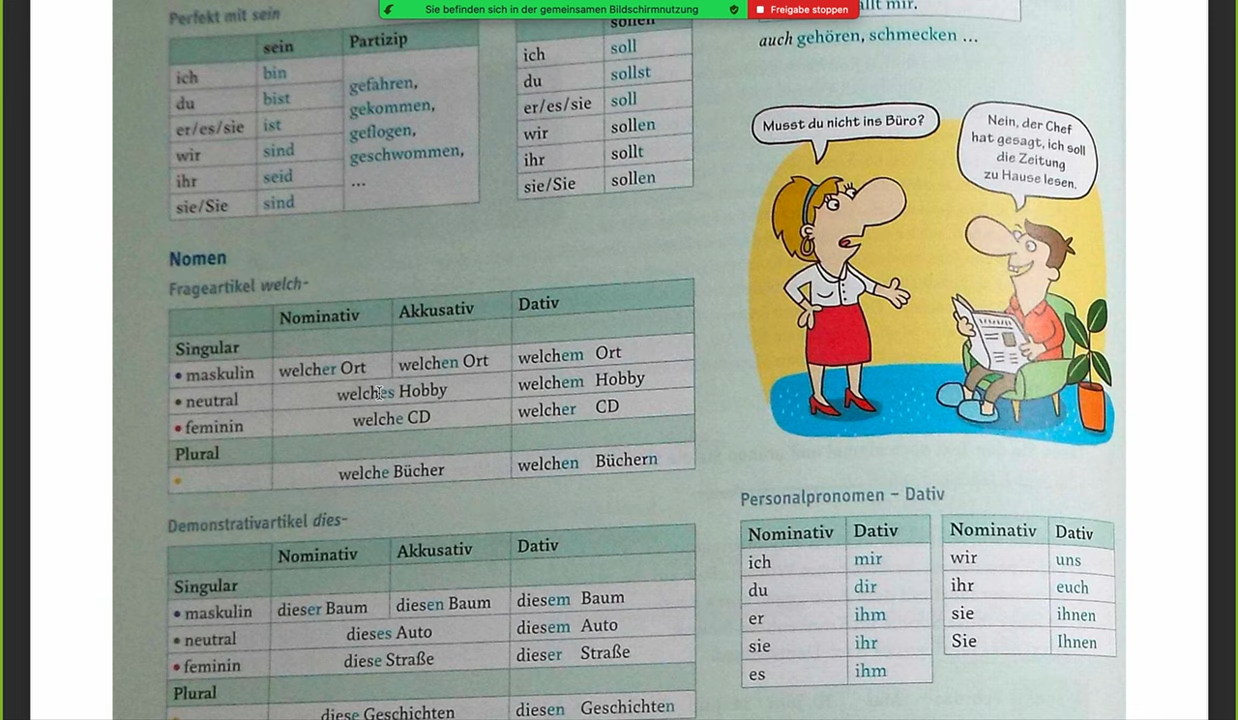 Sie befinden sich in der gemeinsamen Bildschirmnutzung
Freigabe stoppen
Perfekt mit sein
sein Partizip
ich bin gefahren,
du bist gekommen,
er/es/sie ist geflogen,
wir sind geschwommen,
ihr seid ...
sie/Sie sind
sollen
ich soll
du sollst
er/es/sie soll
wir sollen
ihr sollt
sie/Sie sollen
mir.
auch gehören, schmecken ...
Musst du nicht ins Büro?
Nein, der Chef
hat gesagt, ich soll
die Zeitung
zu Hause lesen.
Nomen
Frageartikel welch-
Nominativ Akkusativ Dativ
Singular
• maskulin welcher Ort welchen Ort welchem Ort
• neutral welches Hobby welchem Hobby
• feminin welche CD welcher CD
Plural
• welche Bücher welchen Büchern
Demonstrativartikel dies-
Nominativ Akkusativ Dativ
Singular
• maskulin dieser Baum diesen Baum diesem Baum
• neutral dieses Auto diesem Auto
• feminin diese Straße dieser Straße
Plural
diese Geschichten diesen Geschichten
Personalpronomen – Dativ
Nominativ Dativ
ich mir
du dir
er ihm
sie ihr
es ihm
Nominativ Dativ
wir uns
ihr euch
sie ihnen
Sie Ihnen